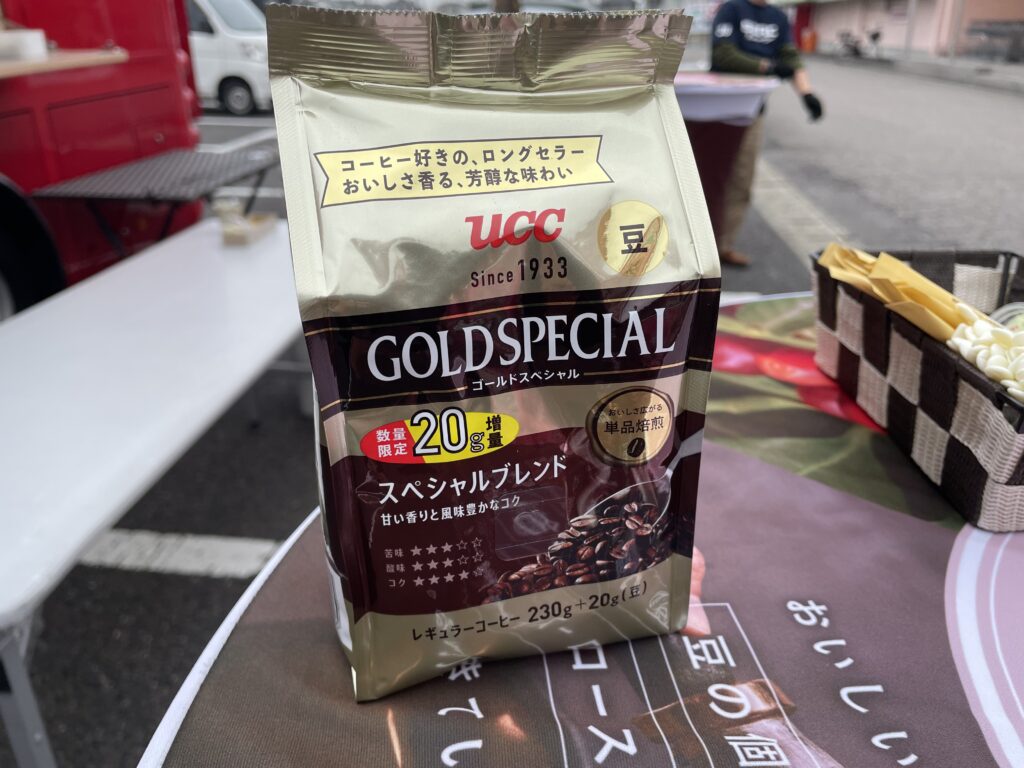 コーヒー好きの、ロングセラー
おいしさ香る、芳醇な味わい
ucc
豆
Since 1933
GOLD SPECIAL
ゴールドスペシャル
数量
限定
20g
増量
おいしさ広がる
単品焙煎
スペシャルブレンド
甘い香りと風味豊かなコク
苦味 ★★★☆☆
酸味 ★★★☆☆
コク ★★★★☆
レギュラーコーヒー 230g+20g(豆)
おいしい
豆の個
ロース
してし